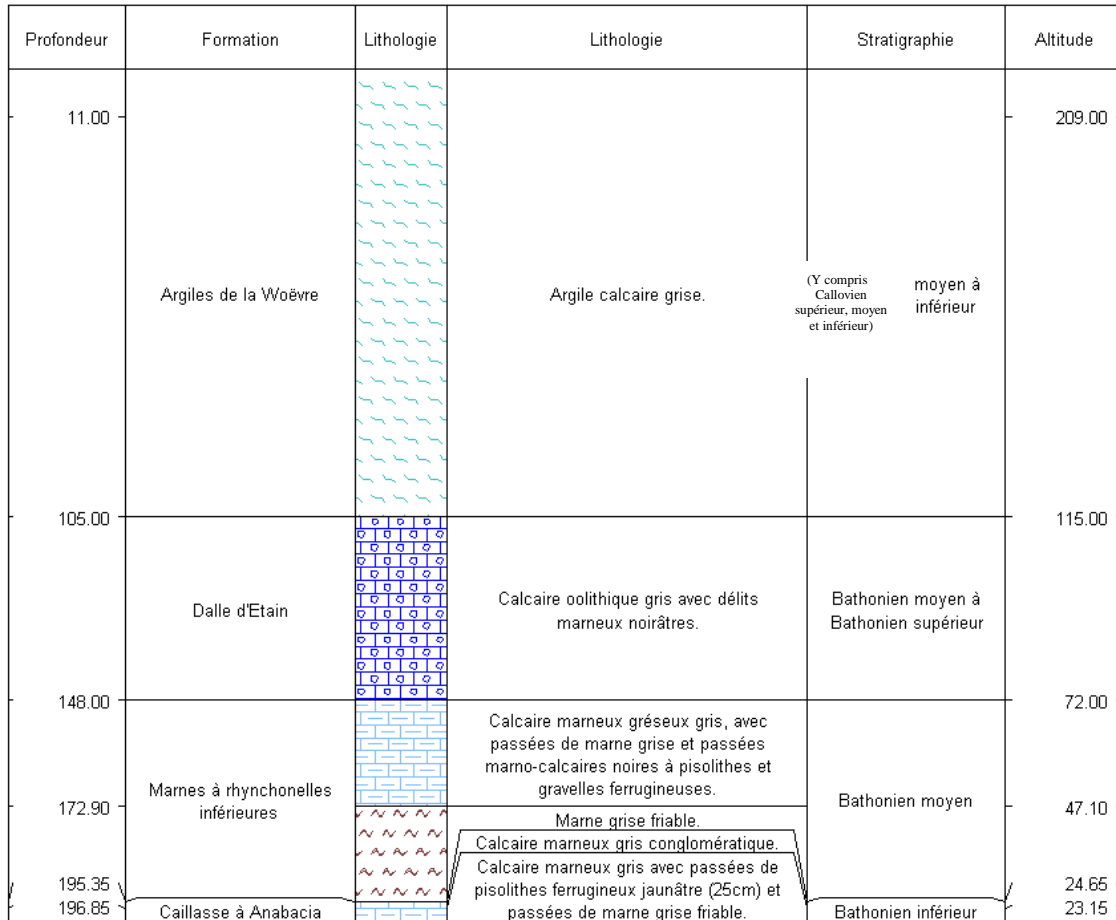 Profondeur Formation Lithologie Lithologie Stratigraphie Altitude
11.00 209.00
Argiles de la Woëvre
Argile calcaire grise.
(Y compris
Callovien
supérieur, moyen
et inférieur)
moyen à
inférieur
105.00 115.00
Dalle d'Etain
Calcaire oolithique gris avec délits
marneux noirâtres.
Bathonien moyen à
Bathonien supérieur
148.00 72.00
Marnes à rhynchonelles
inférieures
Calcaire marneux gréseux gris, avec
passées de marne grise et passées
marno-calcaires noires à pisolithes et
gravelles ferrugineuses.
Bathonien moyen
172.90 47.10
Marne grise friable.
Calcaire marneux gris conglomératique.
Calcaire marneux gris avec passées de
pisolithes ferrugineux jaunâtre (25cm) et
passées de marne grise friable.
195.35 24.65
196.85 Caillasse à Anabacia Bathonien inférieur 23.15